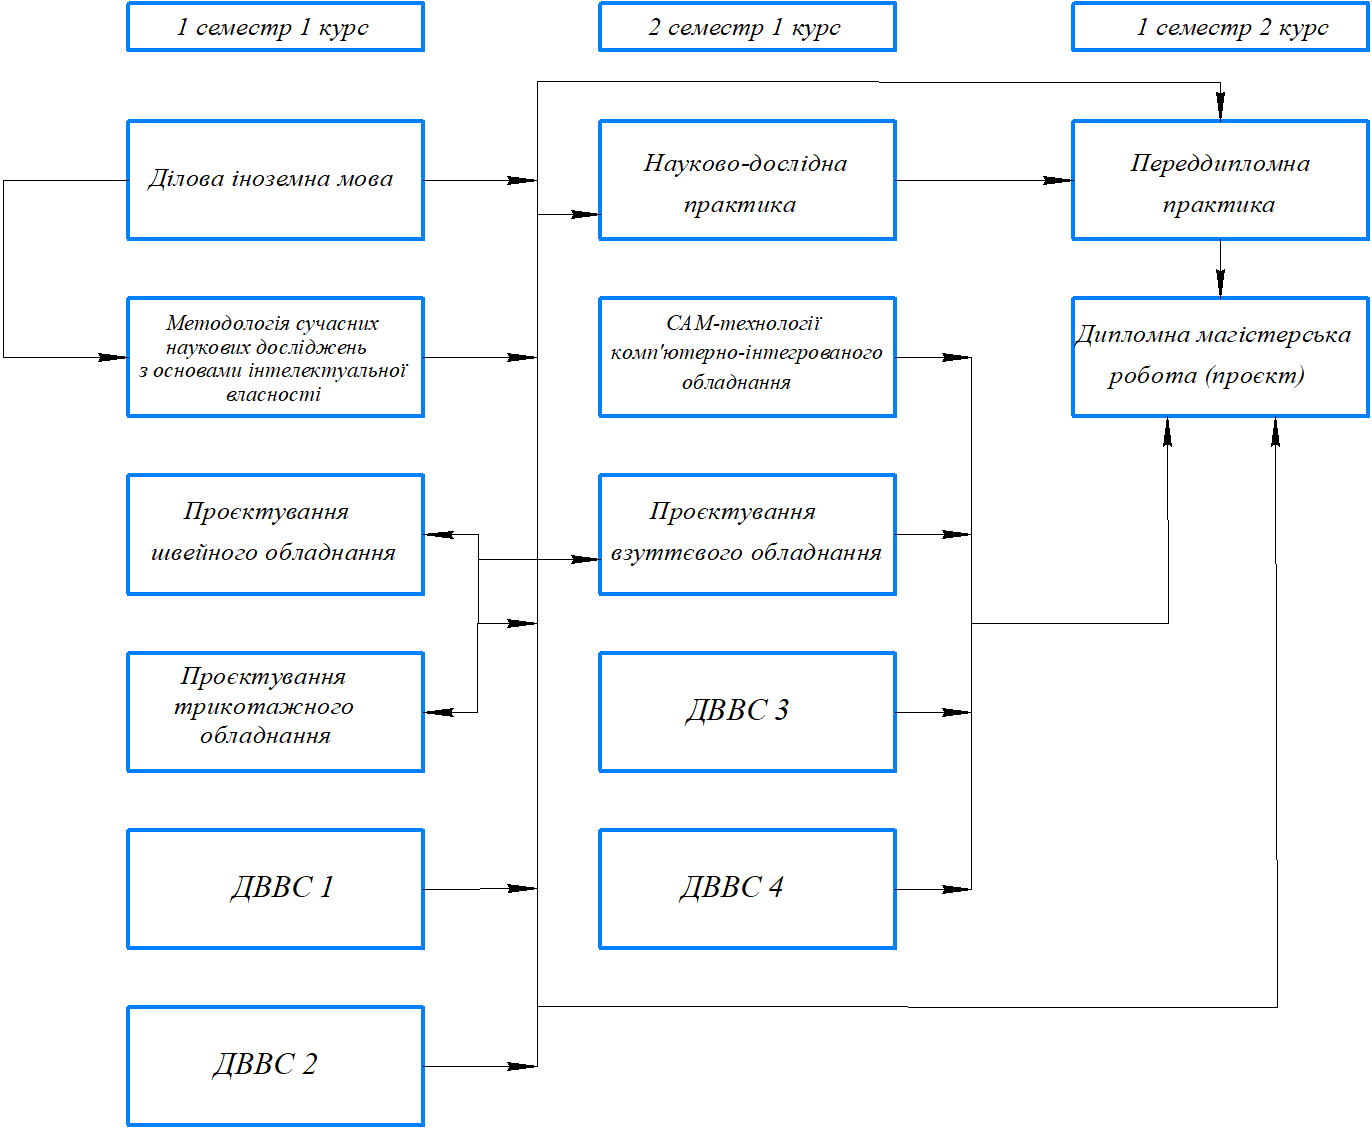 1 семестр 1 курс
2 семестр 1 курс
1 семестр 2 курс
Ділова іноземна мова
Науково-дослідна
практика
Переддипломна
практика
Методологія сучасних
наукових досліджень
з основами інтелектуальної
власності
САМ-технології
комп'ютерно-інтегрованого
обладнання
Дипломна магістерська
робота (проєкт)
Проєктування
швейного обладнання
Проєктування
взуттєвого обладнання
Проєктування
трикотажного
обладнання
ДВВС 3
ДВВС 1
ДВВС 4
ДВВС 2